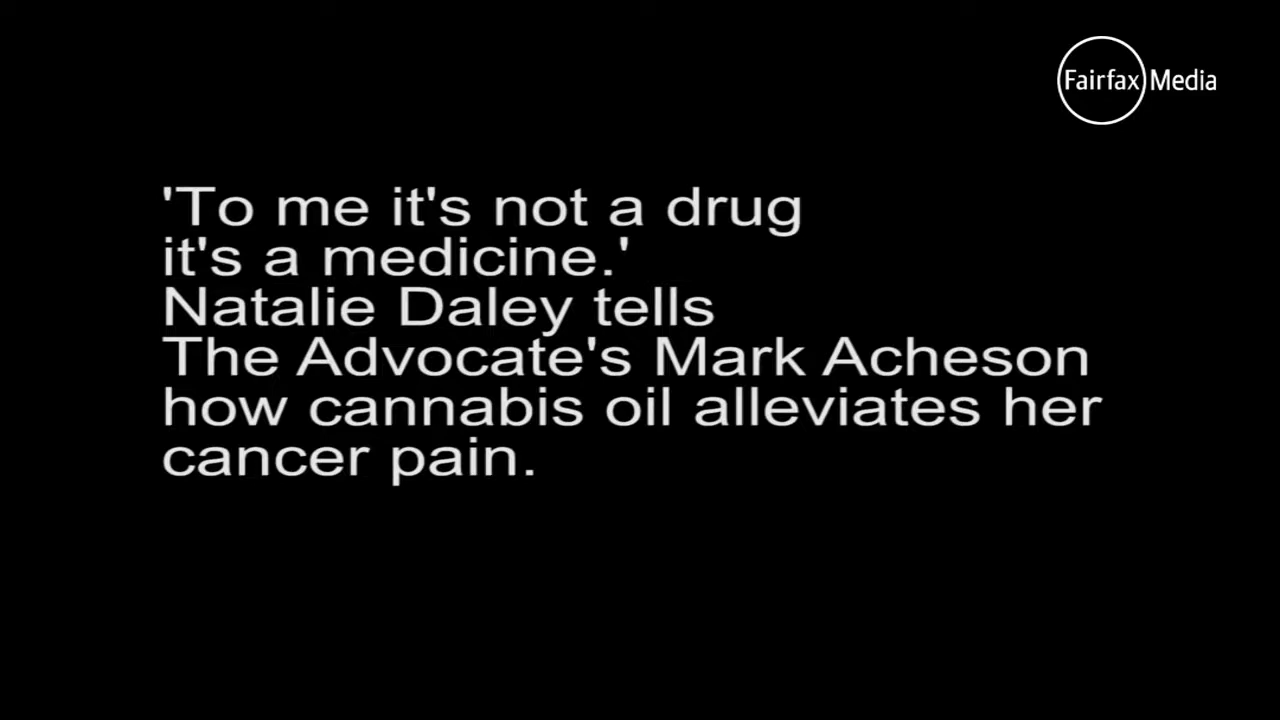 Fairfax Media
'To me it's not a drug
it's a medicine.'
Natalie Daley tells
The Advocate's Mark Acheson
how cannabis oil alleviates her
cancer pain.